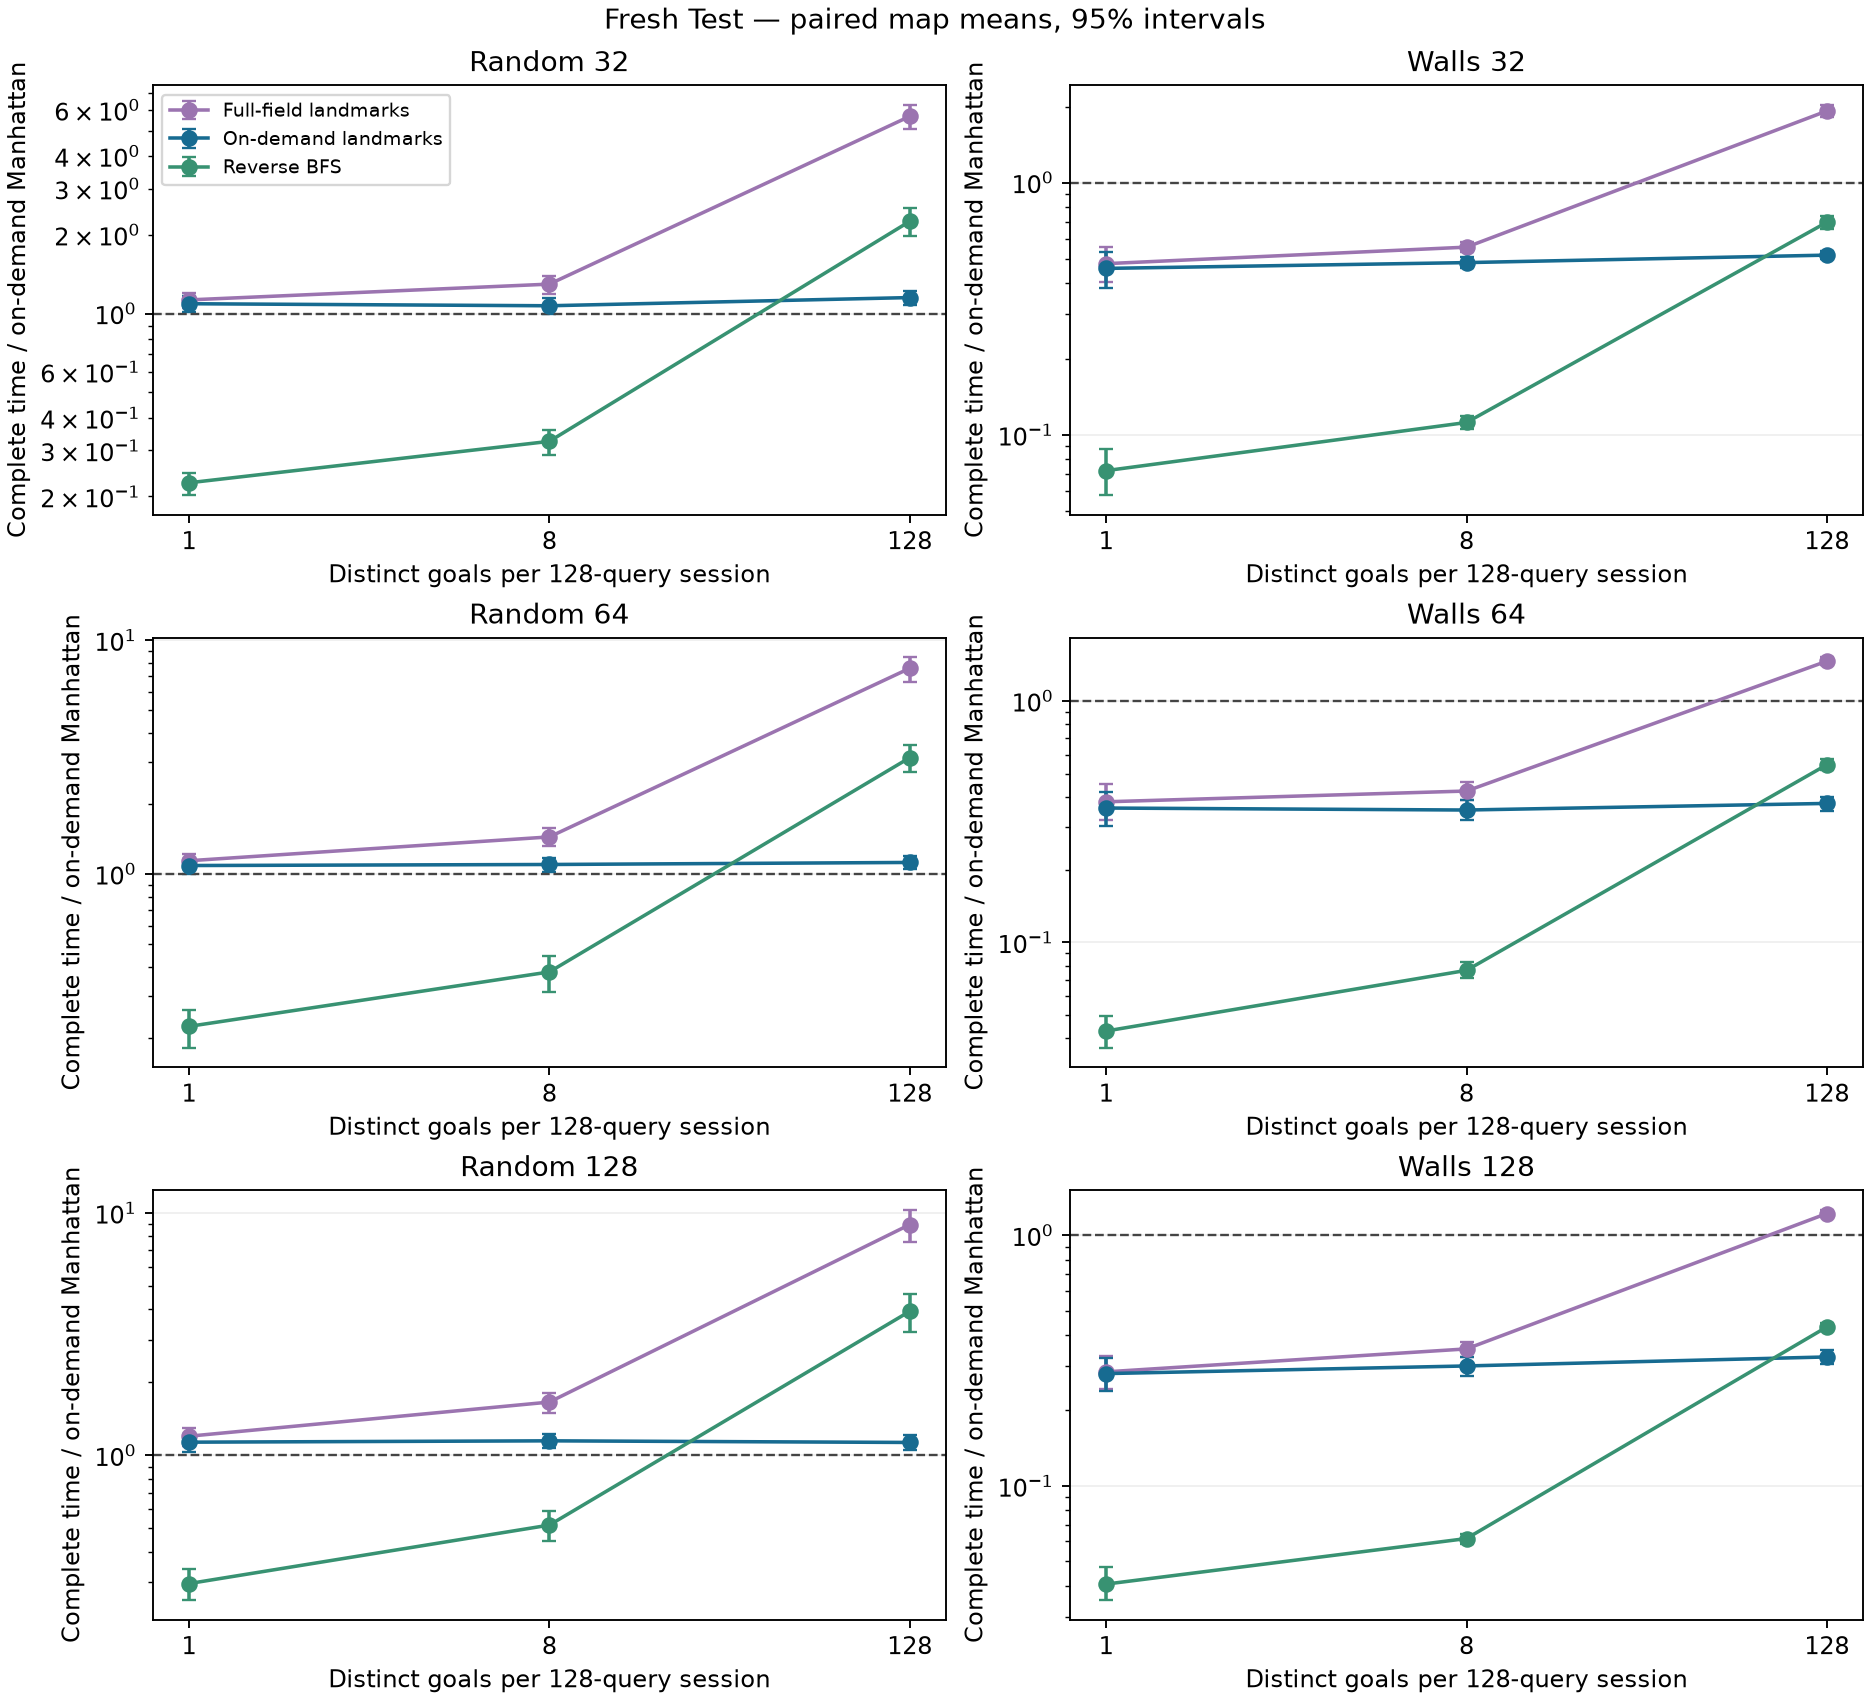 Fresh Test — paired map means, 95% intervals
Random 32
Complete time / on-demand Manhattan
6 × 10⁰
4 × 10⁰
3 × 10⁰
2 × 10⁰
10⁰
6 × 10⁻¹
4 × 10⁻¹
3 × 10⁻¹
2 × 10⁻¹
Full-field landmarks
On-demand landmarks
Reverse BFS
1
8
128
Distinct goals per 128-query session
Walls 32
Complete time / on-demand Manhattan
10⁰
10⁻¹
1
8
128
Distinct goals per 128-query session
Random 64
Complete time / on-demand Manhattan
10¹
10⁰
1
8
128
Distinct goals per 128-query session
Walls 64
Complete time / on-demand Manhattan
10⁰
10⁻¹
1
8
128
Distinct goals per 128-query session
Random 128
Complete time / on-demand Manhattan
10¹
10⁰
1
8
128
Distinct goals per 128-query session
Walls 128
Complete time / on-demand Manhattan
10⁰
10⁻¹
1
8
128
Distinct goals per 128-query session